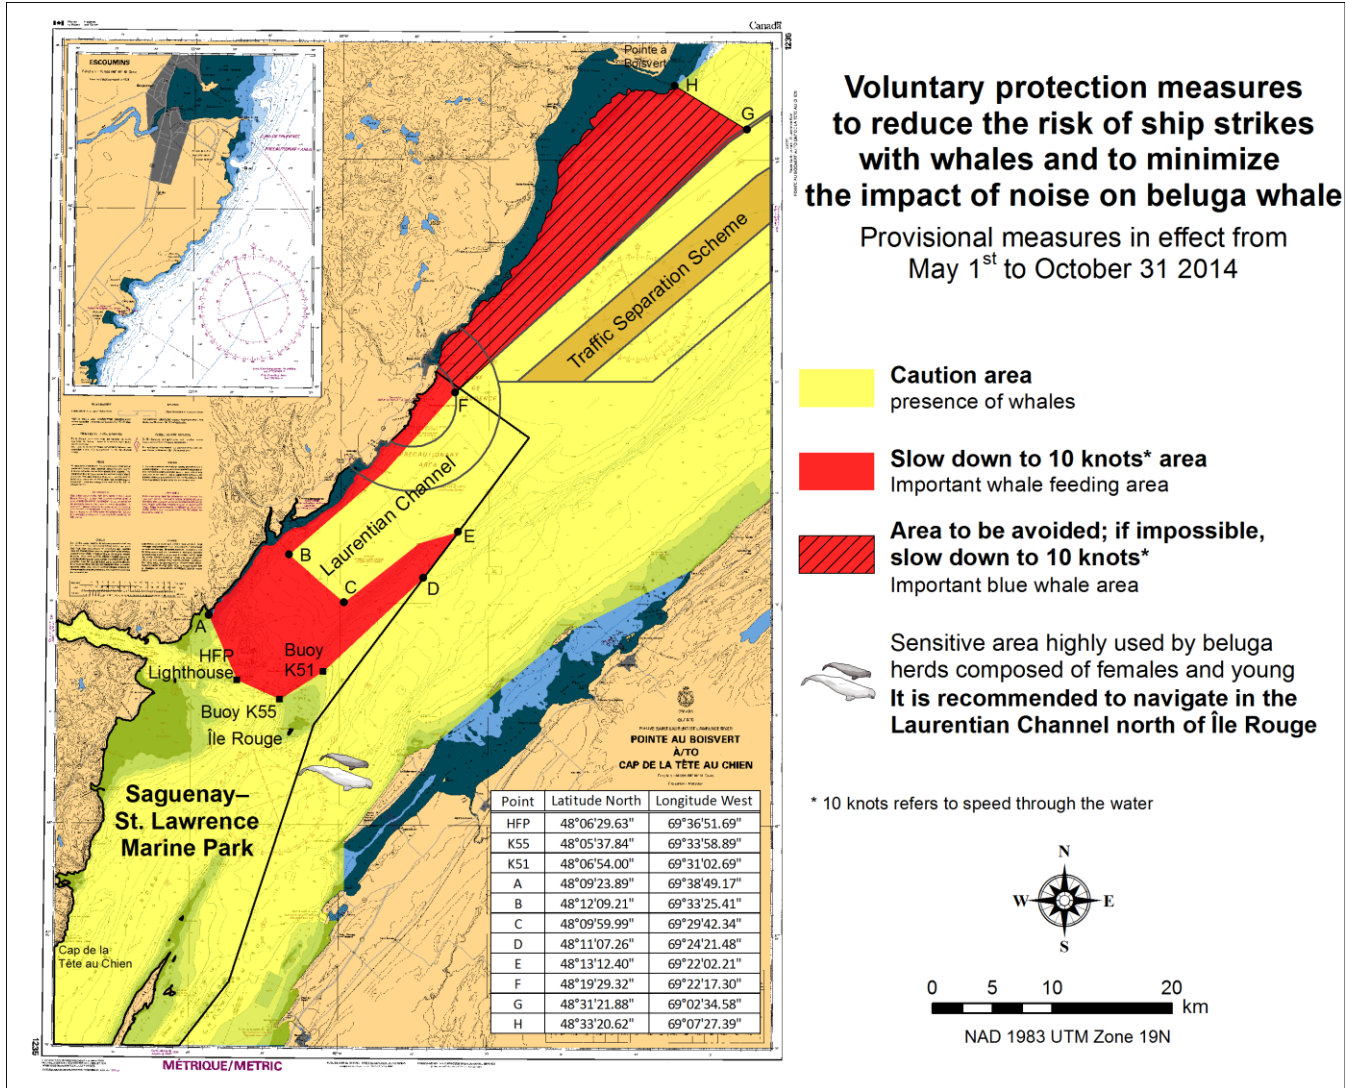 Canada
1235
ESCOUMINS
Pointe à
Boisvert
H
G
Traffic Separation Scheme
F
PRECAUTIONARY
AREA
Laurentian Channel
B
E
C
D
A
HFP
Lighthouse
Buoy
K51
Buoy K55
Île Rouge
Saguenay–
St. Lawrence
Marine Park
Cap de la
Tête au Chien
POINTE AU BOISVERT
À/TO
CAP DE LA TÊTE AU CHIEN
Point Latitude North Longitude West
HFP 48°06'29.63" 69°36'51.69"
K55 48°05'37.84" 69°33'58.89"
K51 48°06'54.00" 69°31'02.69"
A 48°09'23.89" 69°38'49.17"
B 48°12'09.21" 69°33'25.41"
C 48°09'59.99" 69°29'42.34"
D 48°11'07.26" 69°24'21.48"
E 48°13'12.40" 69°22'02.21"
F 48°19'29.32" 69°22'17.30"
G 48°31'21.88" 69°02'34.58"
H 48°33'20.62" 69°07'27.39"
1235
MÉTRIQUE/METRIC
Voluntary protection measures
to reduce the risk of ship strikes
with whales and to minimize
the impact of noise on beluga whale
Provisional measures in effect from
May 1st to October 31 2014
Caution area
presence of whales
Slow down to 10 knots* area
Important whale feeding area
Area to be avoided; if impossible,
slow down to 10 knots*
Important blue whale area
Sensitive area highly used by beluga
herds composed of females and young
It is recommended to navigate in the
Laurentian Channel north of Île Rouge
* 10 knots refers to speed through the water
N
W E
S
0 5 10 20
km
NAD 1983 UTM Zone 19N